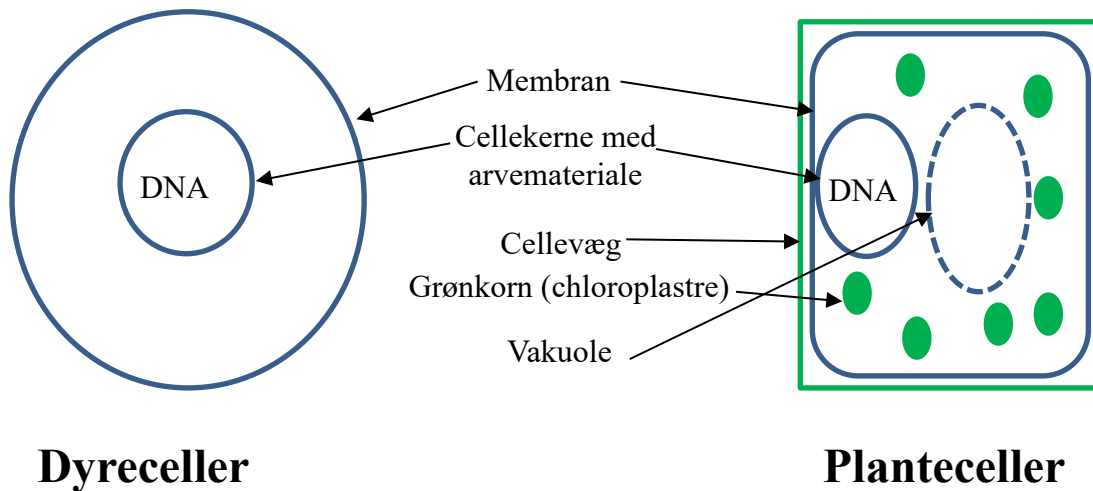 Membran
Cellekerne med
arvemateriale
DNA
DNA
Cellevæg
Grønkorn (chloroplastre)
Vakuole
Dyreceller
Planteceller